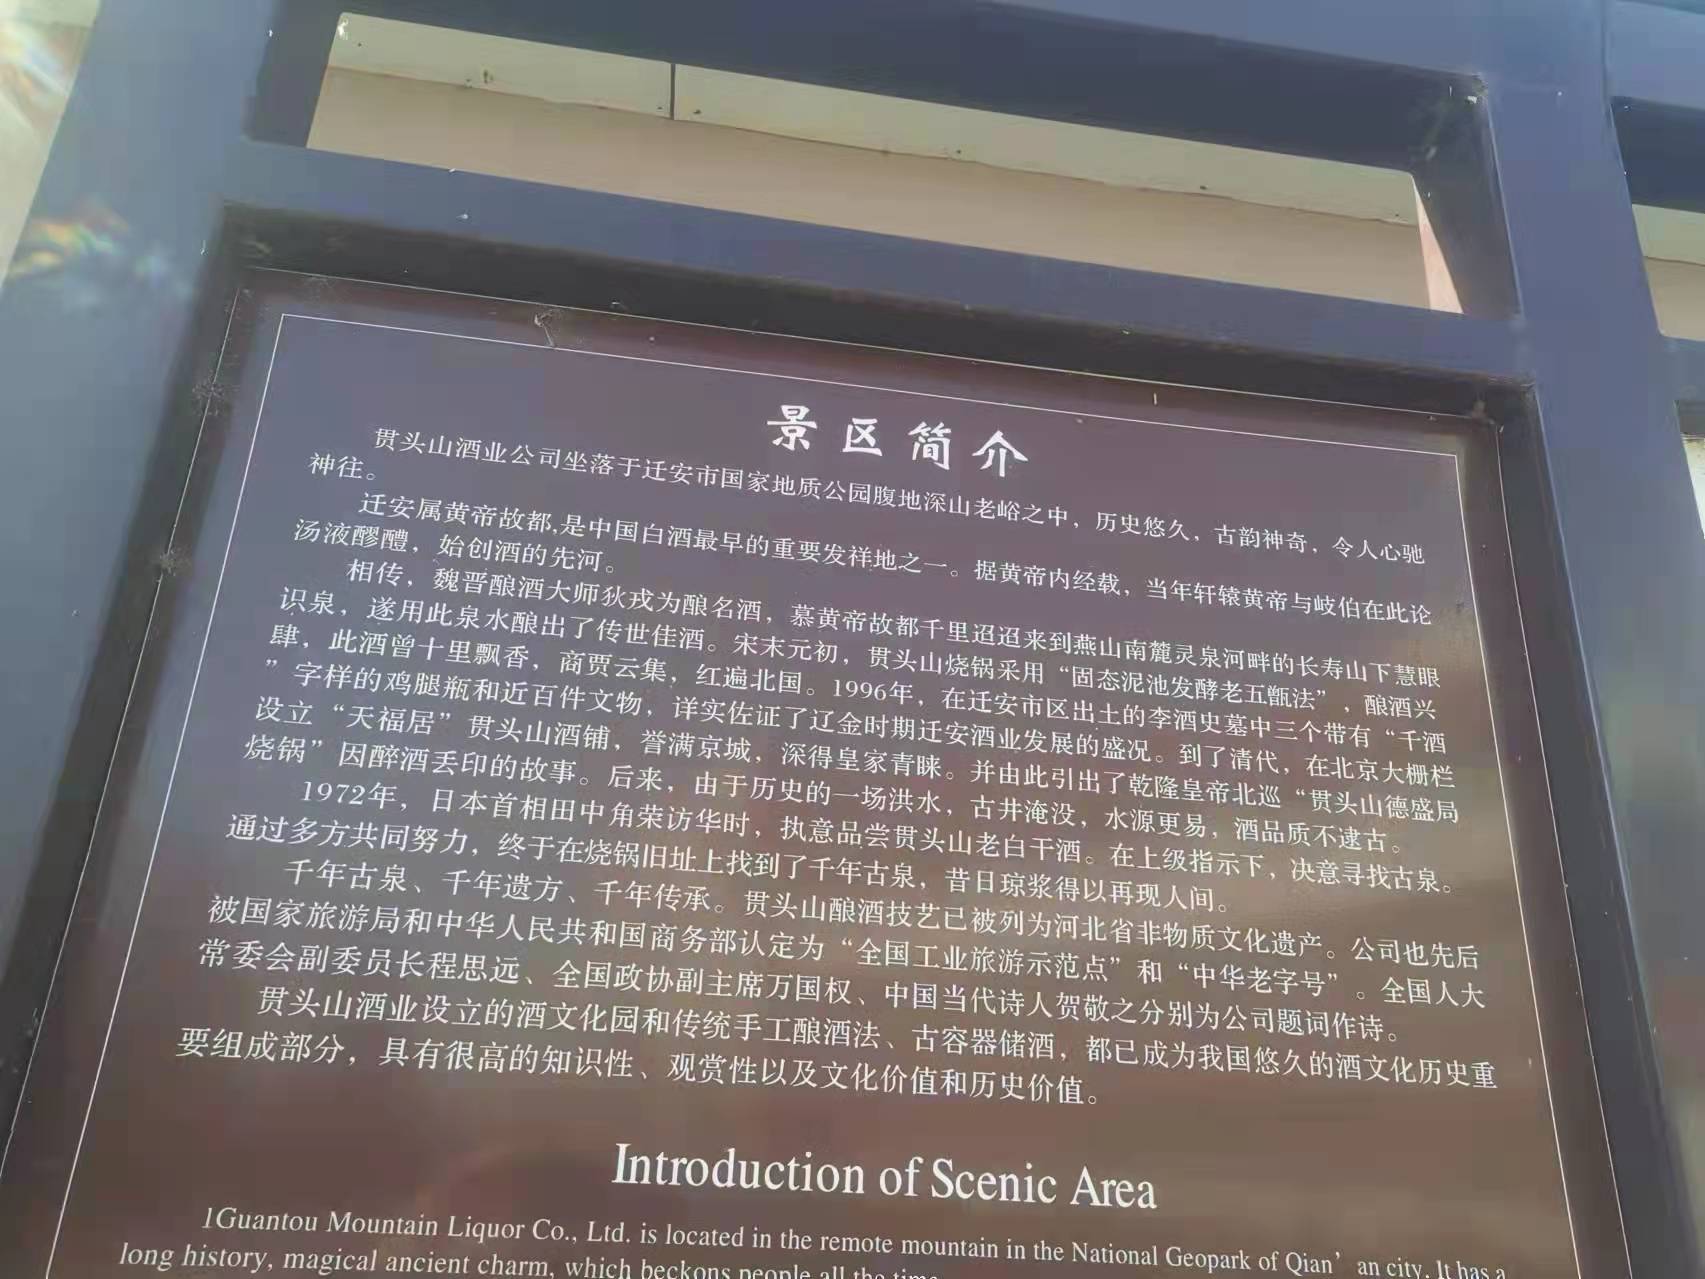 景区简介
贯头山酒业公司坐落于迁安市国家地质公园腹地深山老峪之中，历史悠久，古韵神奇，令人心驰
神往。
迁安属黄帝故都,是中国白酒最早的重要发祥地之一。据黄帝内经载，当年轩辕黄帝与岐伯在此论
汤液醪醴，始创酒的先河。
相传，魏晋酿酒大师狄戎为酿名酒，慕黄帝故都千里迢迢来到燕山南麓灵泉河畔的长寿山下慧眼
识泉，遂用此泉水酿出了传世佳酒。宋末元初，贯头山烧锅采用“固态泥池发酵老五甑法”，酿酒兴
肆，此酒曾十里飘香，商贾云集，红遍北国。1996年，在迁安市区出土的李酒史墓中三个带有“千酒
”字样的鸡腿瓶和近百件文物，详实佐证了辽金时期迁安酒业发展的盛况。到了清代，在北京大栅栏
设立“天福居”贯头山酒铺，誉满京城，深得皇家青睐。并由此引出了乾隆皇帝北巡“贯头山德盛局
烧锅”因醉酒丢印的故事。后来，由于历史的一场洪水，古井淹没，水源更易，酒品质不逮古。
1972年，日本首相田中角荣访华时，执意品尝贯头山老白干酒。在上级指示下，决意寻找古泉。
通过多方共同努力，终于在烧锅旧址上找到了千年古泉，昔日琼浆得以再现人间。
千年古泉、千年遗方、千年传承。贯头山酿酒技艺已被列为河北省非物质文化遗产。公司也先后
被国家旅游局和中华人民共和国商务部认定为“全国工业旅游示范点”和“中华老字号”。全国人大
常委会副委员长程思远、全国政协副主席万国权、中国当代诗人贺敬之分别为公司题词作诗。
贯头山酒业设立的酒文化园和传统手工酿酒法、古容器储酒，都已成为我国悠久的酒文化历史重
要组成部分，具有很高的知识性、观赏性以及文化价值和历史价值。
Introduction of Scenic Area
1Guantou Mountain Liquor Co., Ltd. is located in the remote mountain in the National Geopark of Qian’an city. It has a
long history, magical ancient charm, which beckons people all the time